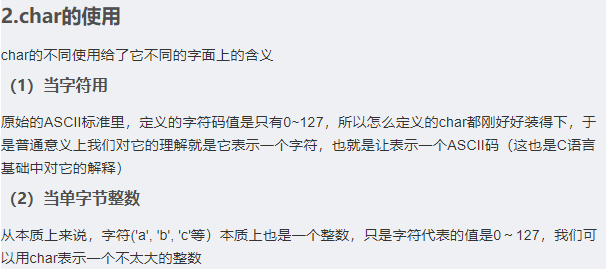 2.char的使用
char的不同使用给了它不同的字面上的含义
（1）当字符用
原始的ASCII标准里，定义的字符码值是只有0~127，所以怎么定义的char都刚好好装得下，于
是普通意义上我们对它的理解就是它表示一个字符，也就是让表示一个ASCII码（这也是C语言
基础中对它的解释）
（2）当单字节整数
从本质上来说，字符('a', 'b', 'c'等）本质上也是一个整数，只是字符代表的值是0～127，我们可
以用char表示一个不太大的整数